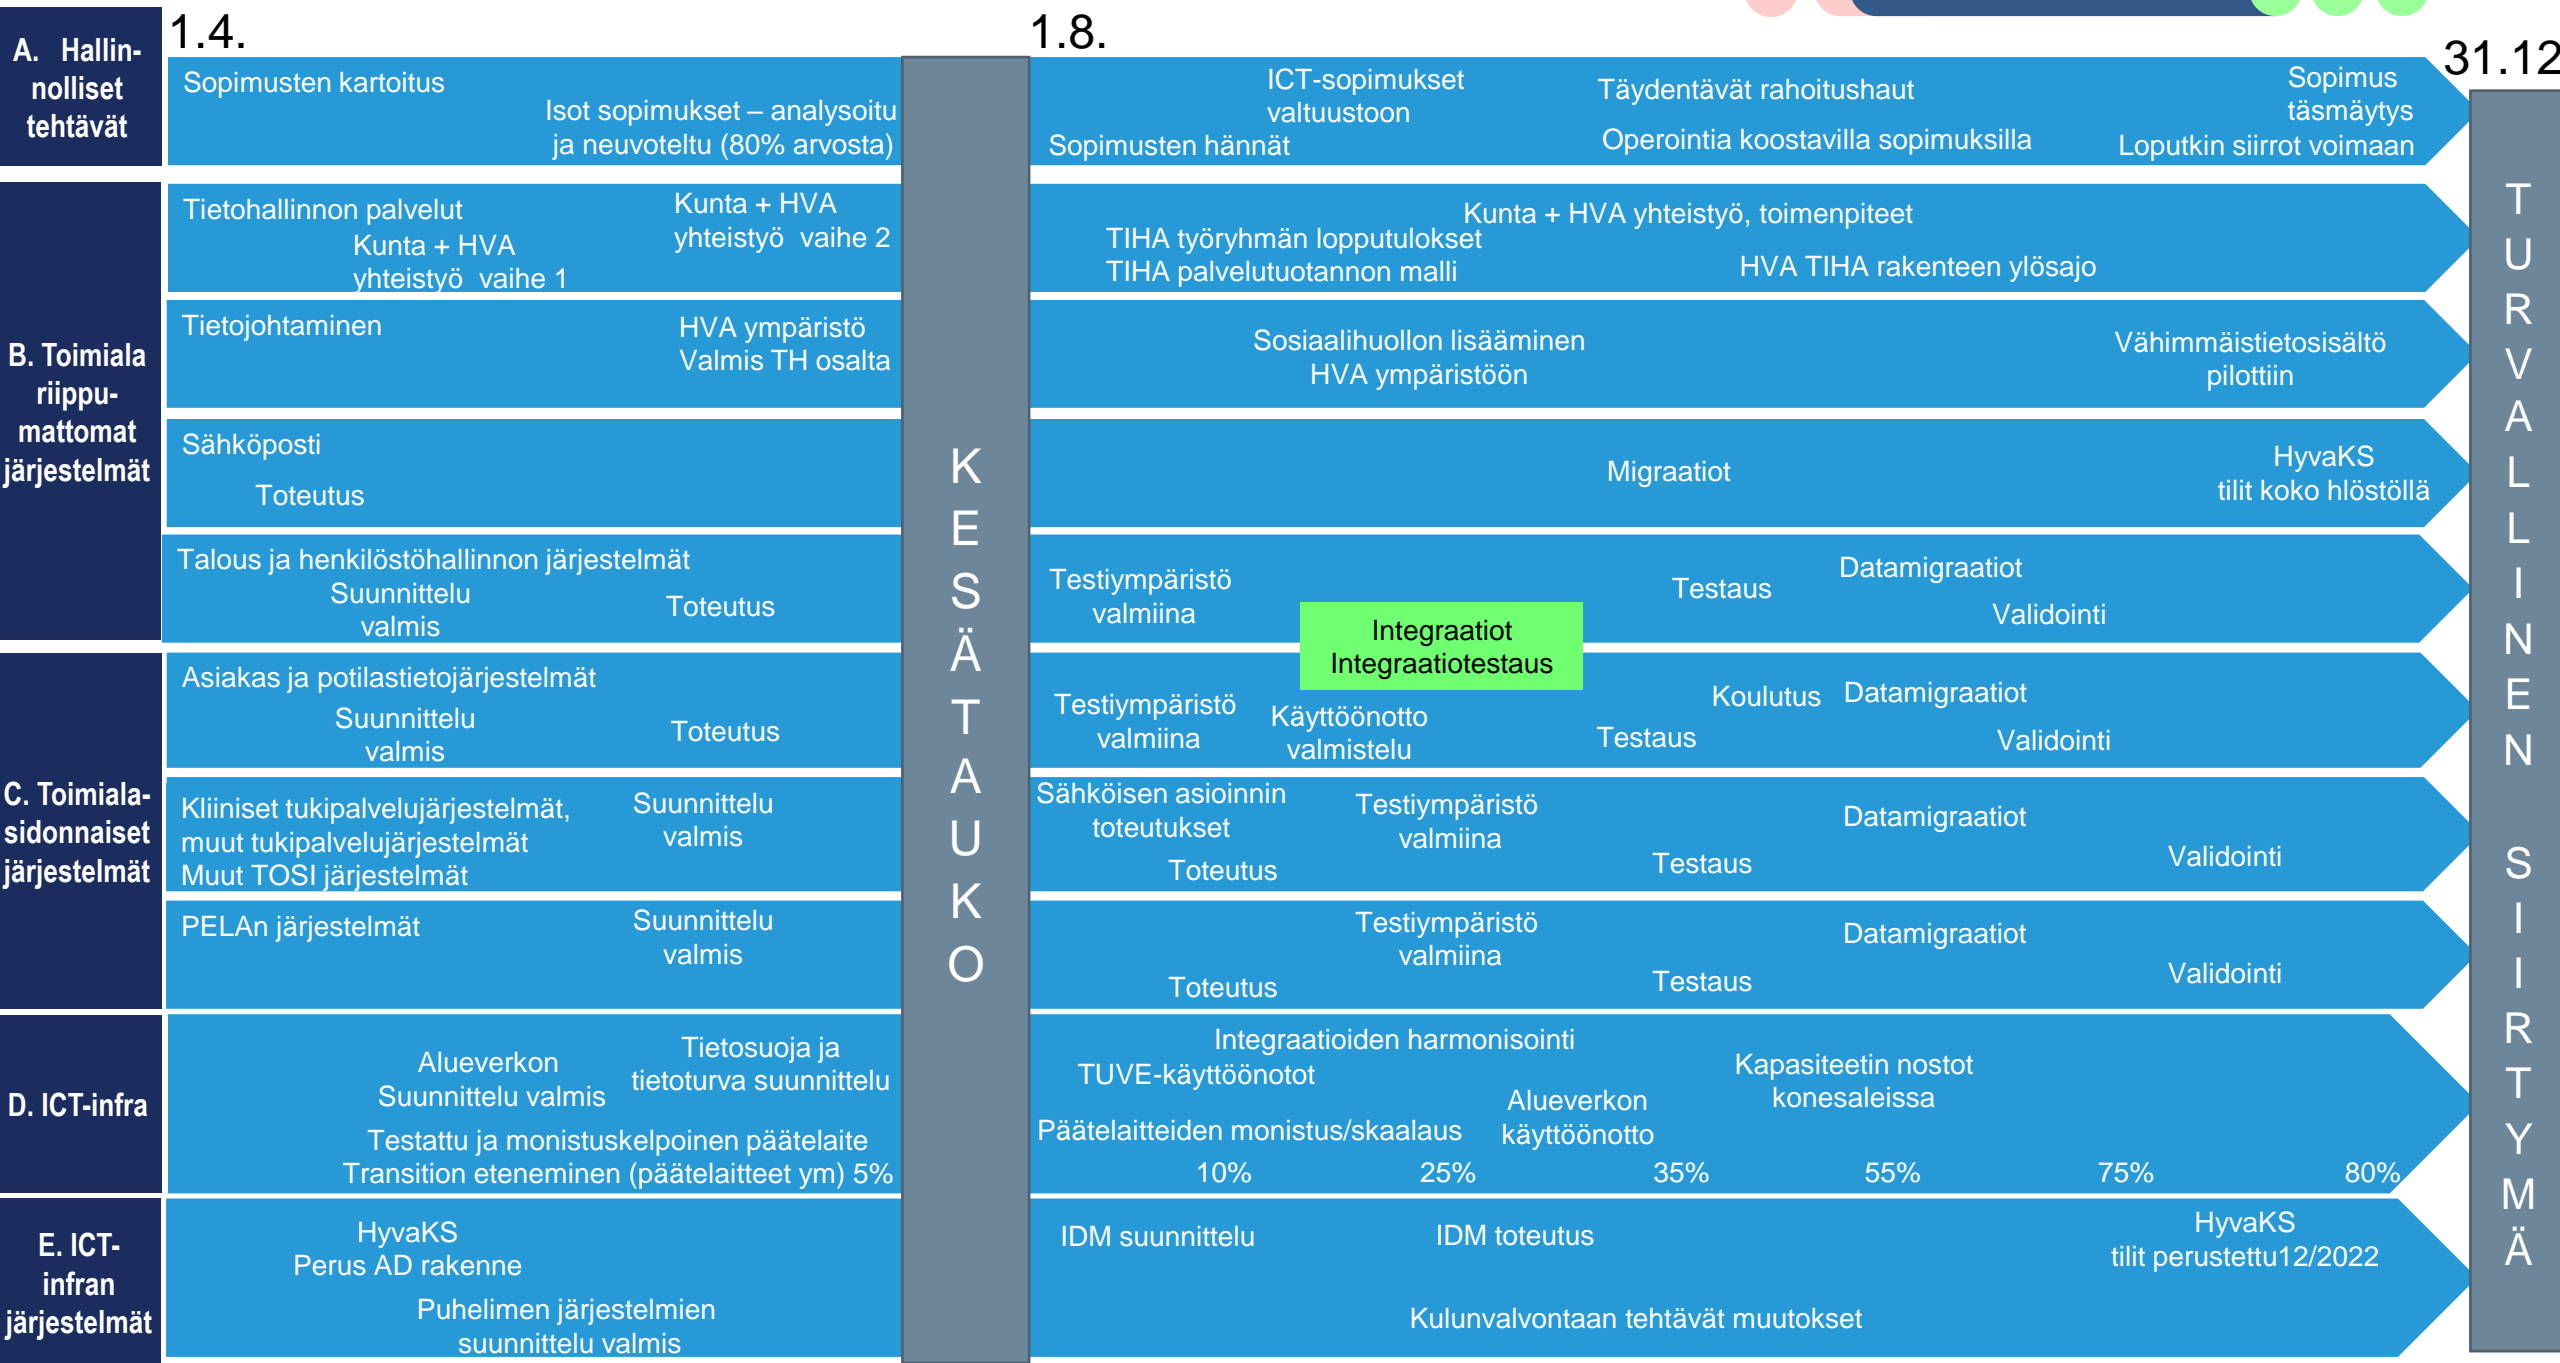 1.4.
1.8.
31.12
A. Hallin-
nolliset
tehtävät
Sopimusten kartoitus
Isot sopimukset – analysoitu
ja neuvoteltu (80% arvosta)
ICT-sopimukset
valtuustoon
Sopimusten hännät
Täydentävät rahoitushaut
Operointia koostavilla sopimuksilla
Sopimus
täsmäytys
Loputkin siirrot voimaan
B. Toimiala
riippu-
mattomat
järjestelmät
Tietohallinnon palvelut
Kunta + HVA
yhteistyö vaihe 1
Kunta + HVA
yhteistyö vaihe 2
Kunta + HVA yhteistyö, toimenpiteet
TIHA työryhmän lopputulokset
TIHA palvelutuotannon malli
HVA TIHA rakenteen ylösajo
Tietojohtaminen
HVA ympäristö
Valmis TH osalta
Sosiaalihuollon lisääminen
HVA ympäristöön
Vähimmäistietosisältö
pilottiin
Sähköposti
Toteutus
Migraatiot
HyvaKS
tilit koko hlöstöllä
Talous ja henkilöstöhallinnon järjestelmät
Suunnittelu
valmis
Toteutus
Testiympäristö
valmiina
Testaus
Datamigraatiot
Validointi
Integraatiot
Integraatiotestaus
C. Toimiala-
sidonnaiset
järjestelmät
Asiakas ja potilastietojärjestelmät
Suunnittelu
valmis
Toteutus
Testiympäristö
valmiina
Käyttöönotto
valmistelu
Testaus
Koulutus
Datamigraatiot
Validointi
Kliiniset tukipalvelujärjestelmät,
muut tukipalvelujärjestelmät
Muut TOSI järjestelmät
Suunnittelu
valmis
Sähköisen asioinnin
toteutukset
Toteutus
Testiympäristö
valmiina
Testaus
Datamigraatiot
Validointi
PELAn järjestelmät
Suunnittelu
valmis
Toteutus
Testiympäristö
valmiina
Testaus
Datamigraatiot
Validointi
D. ICT-infra
Alueverkon
Suunnittelu valmis
Tietosuoja ja
tietoturva suunnittelu
Testattu ja monistuskelpoinen päätelaite
Transition eteneminen (päätelaitteet ym) 5%
Integraatioiden harmonisointi
TUVE-käyttöönotot
Päätelaitteiden monistus/skaalaus
Alueverkon
käyttöönotto
Kapasiteetin nostot
konesaleissa
10% 25% 35% 55% 75% 80%
E. ICT-
infran
järjestelmät
HyvaKS
Perus AD rakenne
Puhelimen järjestelmien
suunnittelu valmis
IDM suunnittelu
IDM toteutus
HyvaKS
tilit perustettu12/2022
Kulunvalvontaan tehtävät muutokset
KESÄTAUKO
TURVALLINEN SIIRTYMÄ